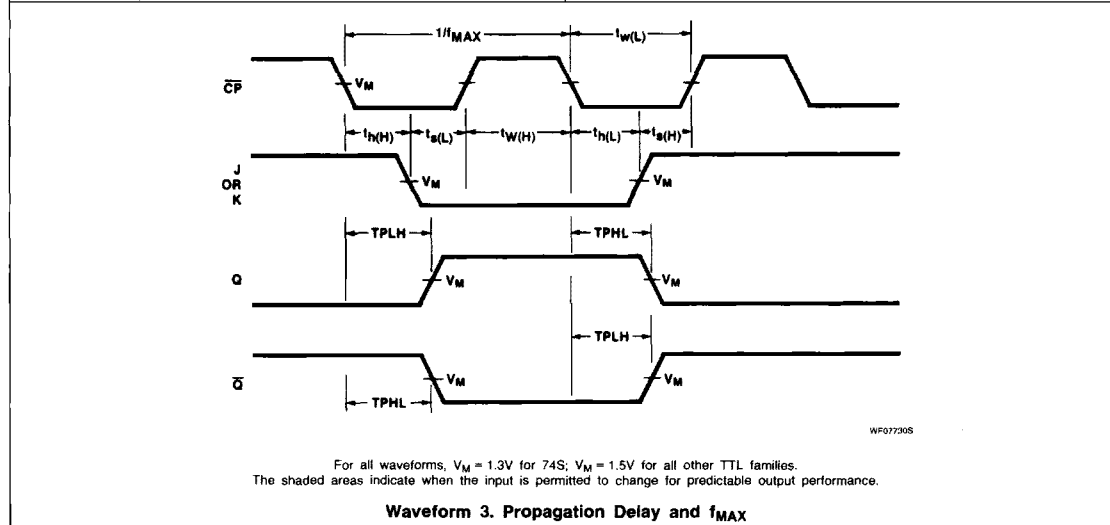 1/fMAX
tw(L)
CP
VM
th(H)
ts(L)
tW(H)
th(L)
ts(H)
J
OR
K
VM
VM
TPLH
TPHL
Q
VM
VM
TPLH
Q
VM
VM
TPHL
WF07730S
For all waveforms, VM = 1.3V for 74S; VM = 1.5V for all other TTL families.
The shaded areas indicate when the input is permitted to change for predictable output performance.
Waveform 3. Propagation Delay and fMAX